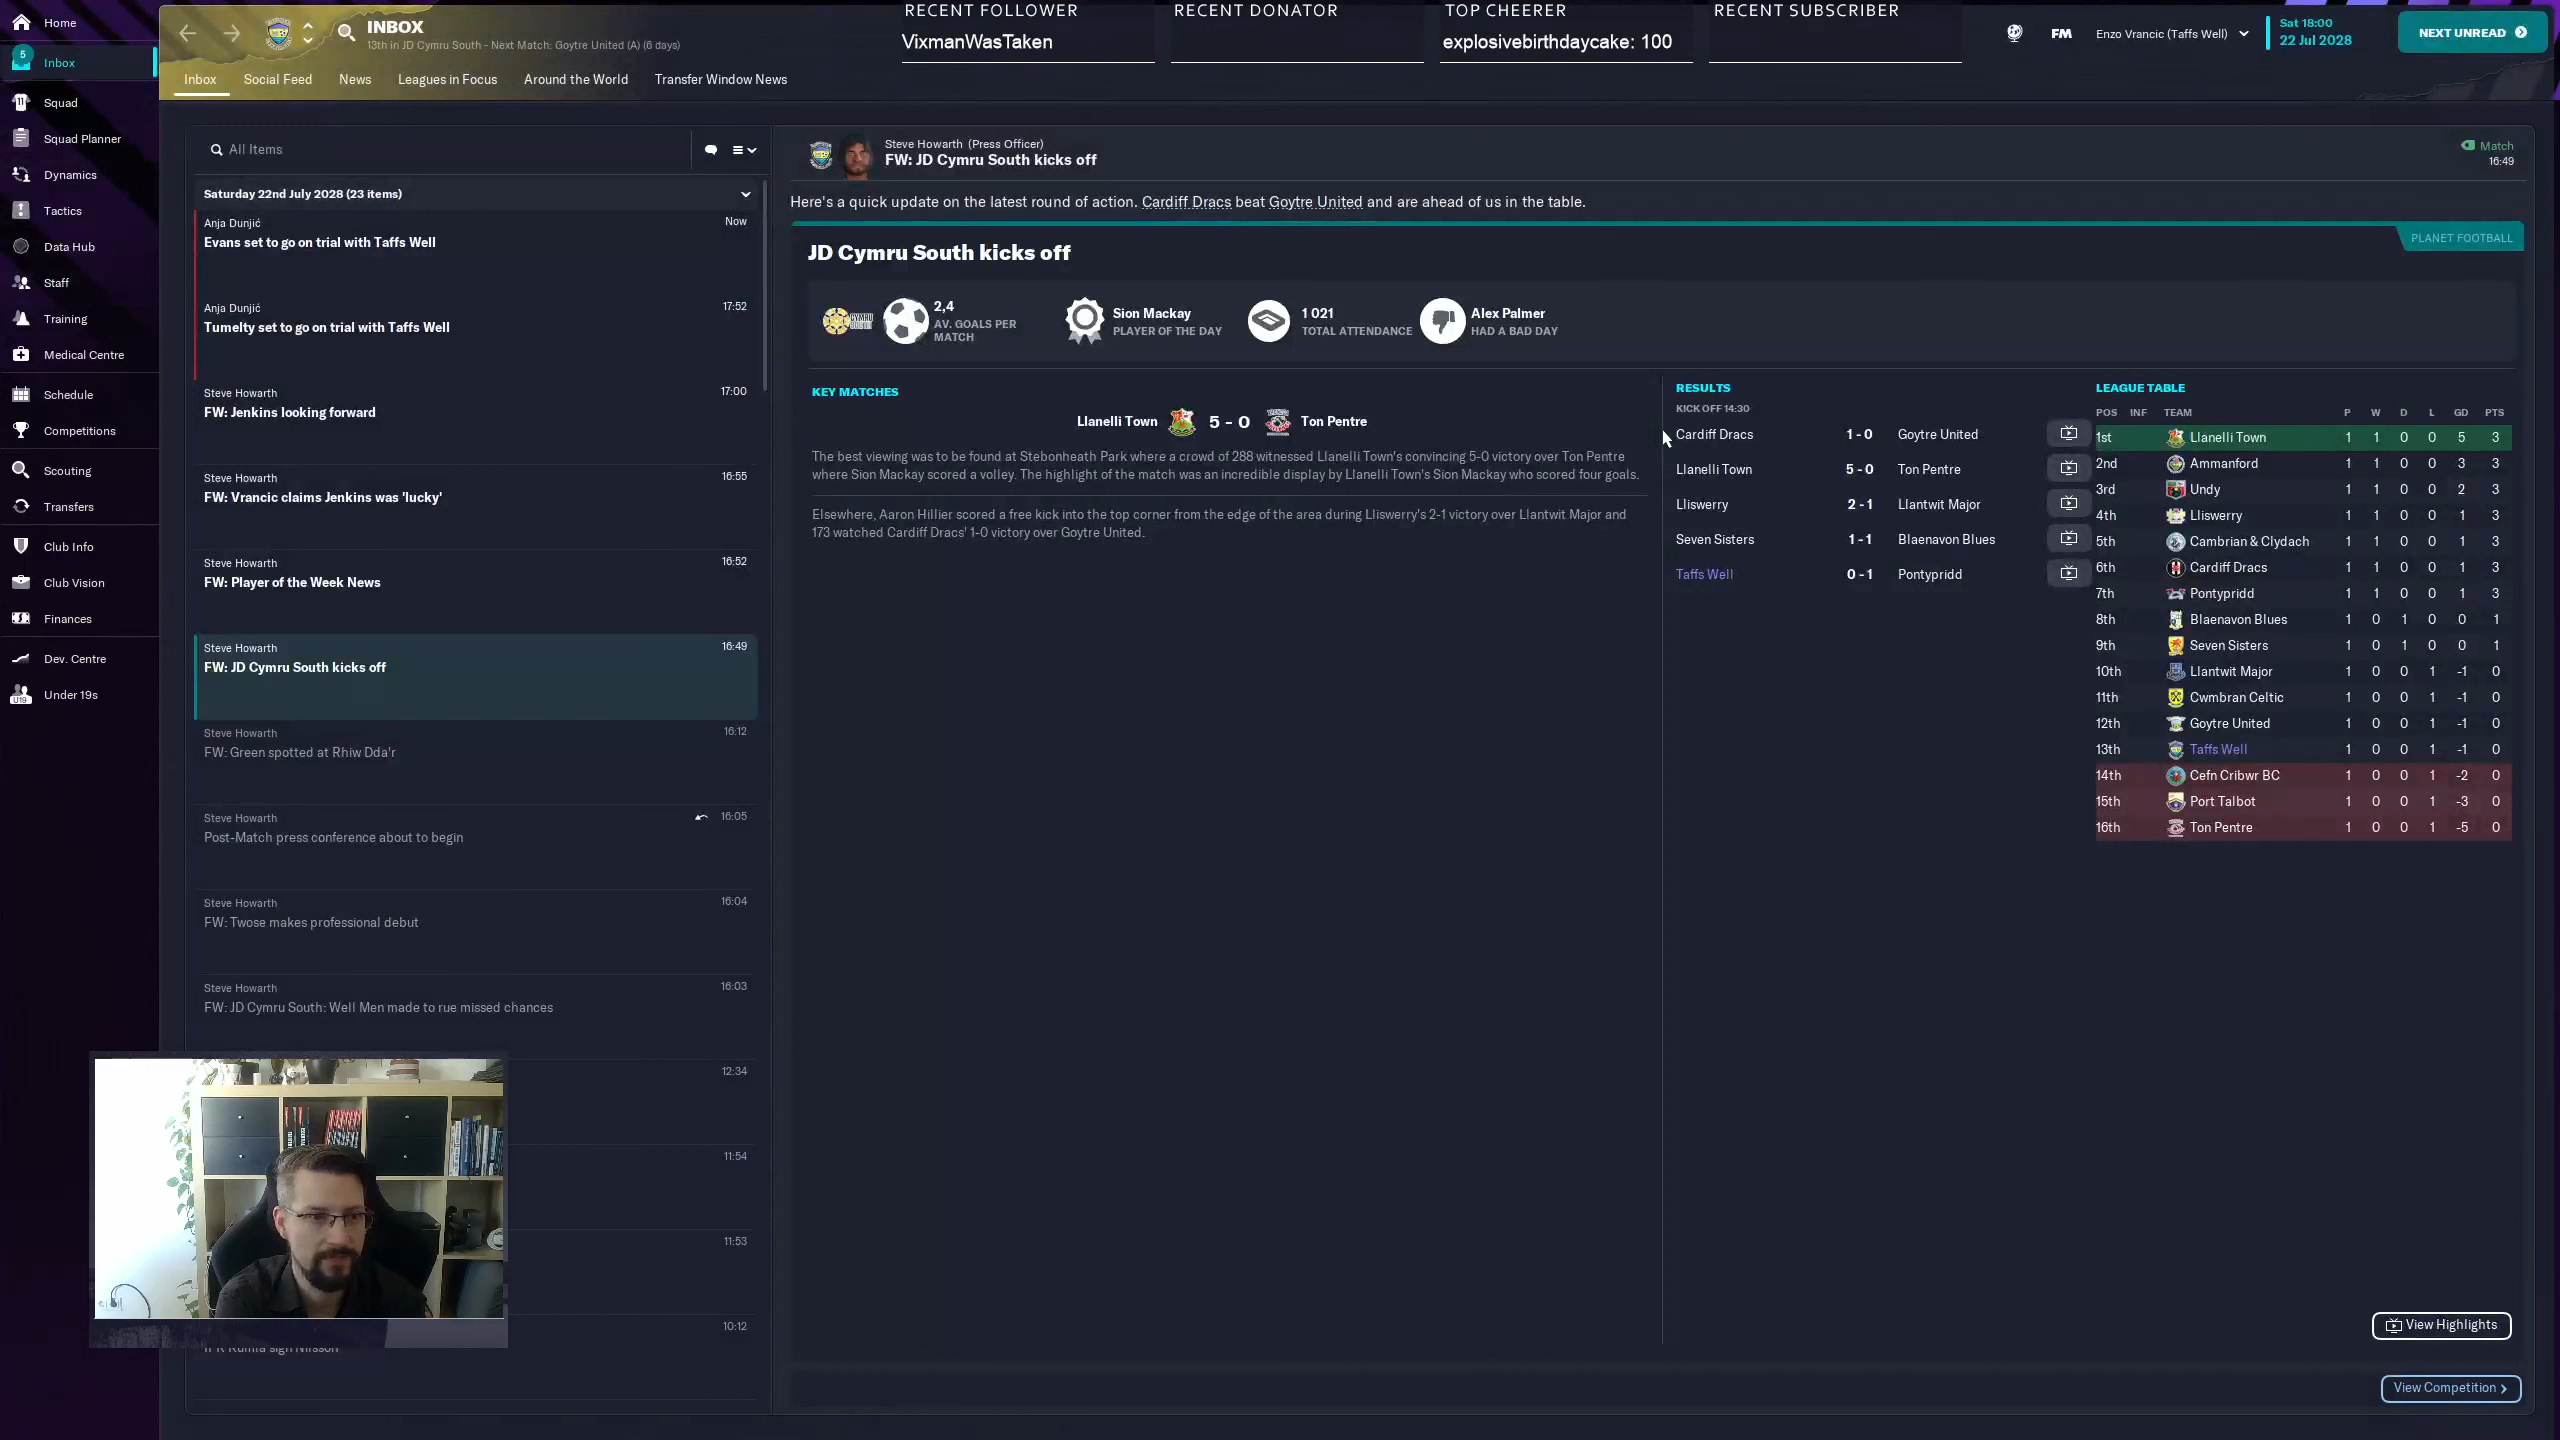 Home
5
Inbox
Squad
Squad Planner
Dynamics
Tactics
Data Hub
Staff
Training
Medical Centre
Schedule
Competitions
Scouting
Transfers
Club Info
Club Vision
Finances
Dev. Centre
Under 19s
INBOX
13th in JD Cymru South - Next Match: Goytre United (A) (6 days)
Inbox Social Feed News Leagues in Focus Around the World Transfer Window News
RECENT FOLLOWER RECENT DONATOR TOP CHEERER RECENT SUBSCRIBER
VixmanWasTaken explosivebirthdaycake: 100
FM Enzo Vrancic (Taffs Well)
Sat 18:00
22 Jul 2028
NEXT UNREAD
All Items
Saturday 22nd July 2028 (23 items)
Anja Dunjić Now
Evans set to go on trial with Taffs Well
Anja Dunjić 17:52
Tumelty set to go on trial with Taffs Well
Steve Howarth 17:00
FW: Jenkins looking forward
Steve Howarth 16:55
FW: Vrancic claims Jenkins was 'lucky'
Steve Howarth 16:52
FW: Player of the Week News
Steve Howarth 16:49
FW: JD Cymru South kicks off
Steve Howarth 16:12
FW: Green spotted at Rhiw Dda'r
Steve Howarth 16:05
Post-Match press conference about to begin
Steve Howarth 16:04
FW: Twose makes professional debut
Steve Howarth 16:03
FW: JD Cymru South: Well Men made to rue missed chances
12:34
11:54
11:53
10:12
Steve Howarth (Press Officer)
FW: JD Cymru South kicks off
Match
16:49
Here's a quick update on the latest round of action. Cardiff Dracs beat Goytre United and are ahead of us in the table.
PLANET FOOTBALL
JD Cymru South kicks off
2,4
AV. GOALS PER
MATCH
Sion Mackay
PLAYER OF THE DAY
1 021
TOTAL ATTENDANCE
Alex Palmer
HAD A BAD DAY
KEY MATCHES
Llanelli Town 5 - 0 Ton Pentre
The best viewing was to be found at Stebonheath Park where a crowd of 288 witnessed Llanelli Town's convincing 5-0 victory over Ton Pentre
where Sion Mackay scored a volley. The highlight of the match was an incredible display by Llanelli Town's Sion Mackay who scored four goals.
Elsewhere, Aaron Hillier scored a free kick into the top corner from the edge of the area during Lliswerry's 2-1 victory over Llantwit Major and
173 watched Cardiff Dracs' 1-0 victory over Goytre United.
RESULTS
KICK OFF 14:30
Cardiff Dracs 1 - 0 Goytre United
Llanelli Town 5 - 0 Ton Pentre
Lliswerry 2 - 1 Llantwit Major
Seven Sisters 1 - 1 Blaenavon Blues
Taffs Well 0 - 1 Pontypridd
LEAGUE TABLE
POS INF TEAM P W D L GD PTS
1st Llanelli Town 1 1 0 0 5 3
2nd Ammanford 1 1 0 0 3 3
3rd Undy 1 1 0 0 2 3
4th Lliswerry 1 1 0 0 1 3
5th Cambrian & Clydach 1 1 0 0 1 3
6th Cardiff Dracs 1 1 0 0 1 3
7th Pontypridd 1 1 0 0 1 3
8th Blaenavon Blues 1 0 1 0 0 1
9th Seven Sisters 1 0 1 0 0 1
10th Llantwit Major 1 0 0 1 -1 0
11th Cwmbran Celtic 1 0 0 1 -1 0
12th Goytre United 1 0 0 1 -1 0
13th Taffs Well 1 0 0 1 -1 0
14th Cefn Cribwr BC 1 0 0 1 -2 0
15th Port Talbot 1 0 0 1 -3 0
16th Ton Pentre 1 0 0 1 -5 0
View Highlights
View Competition